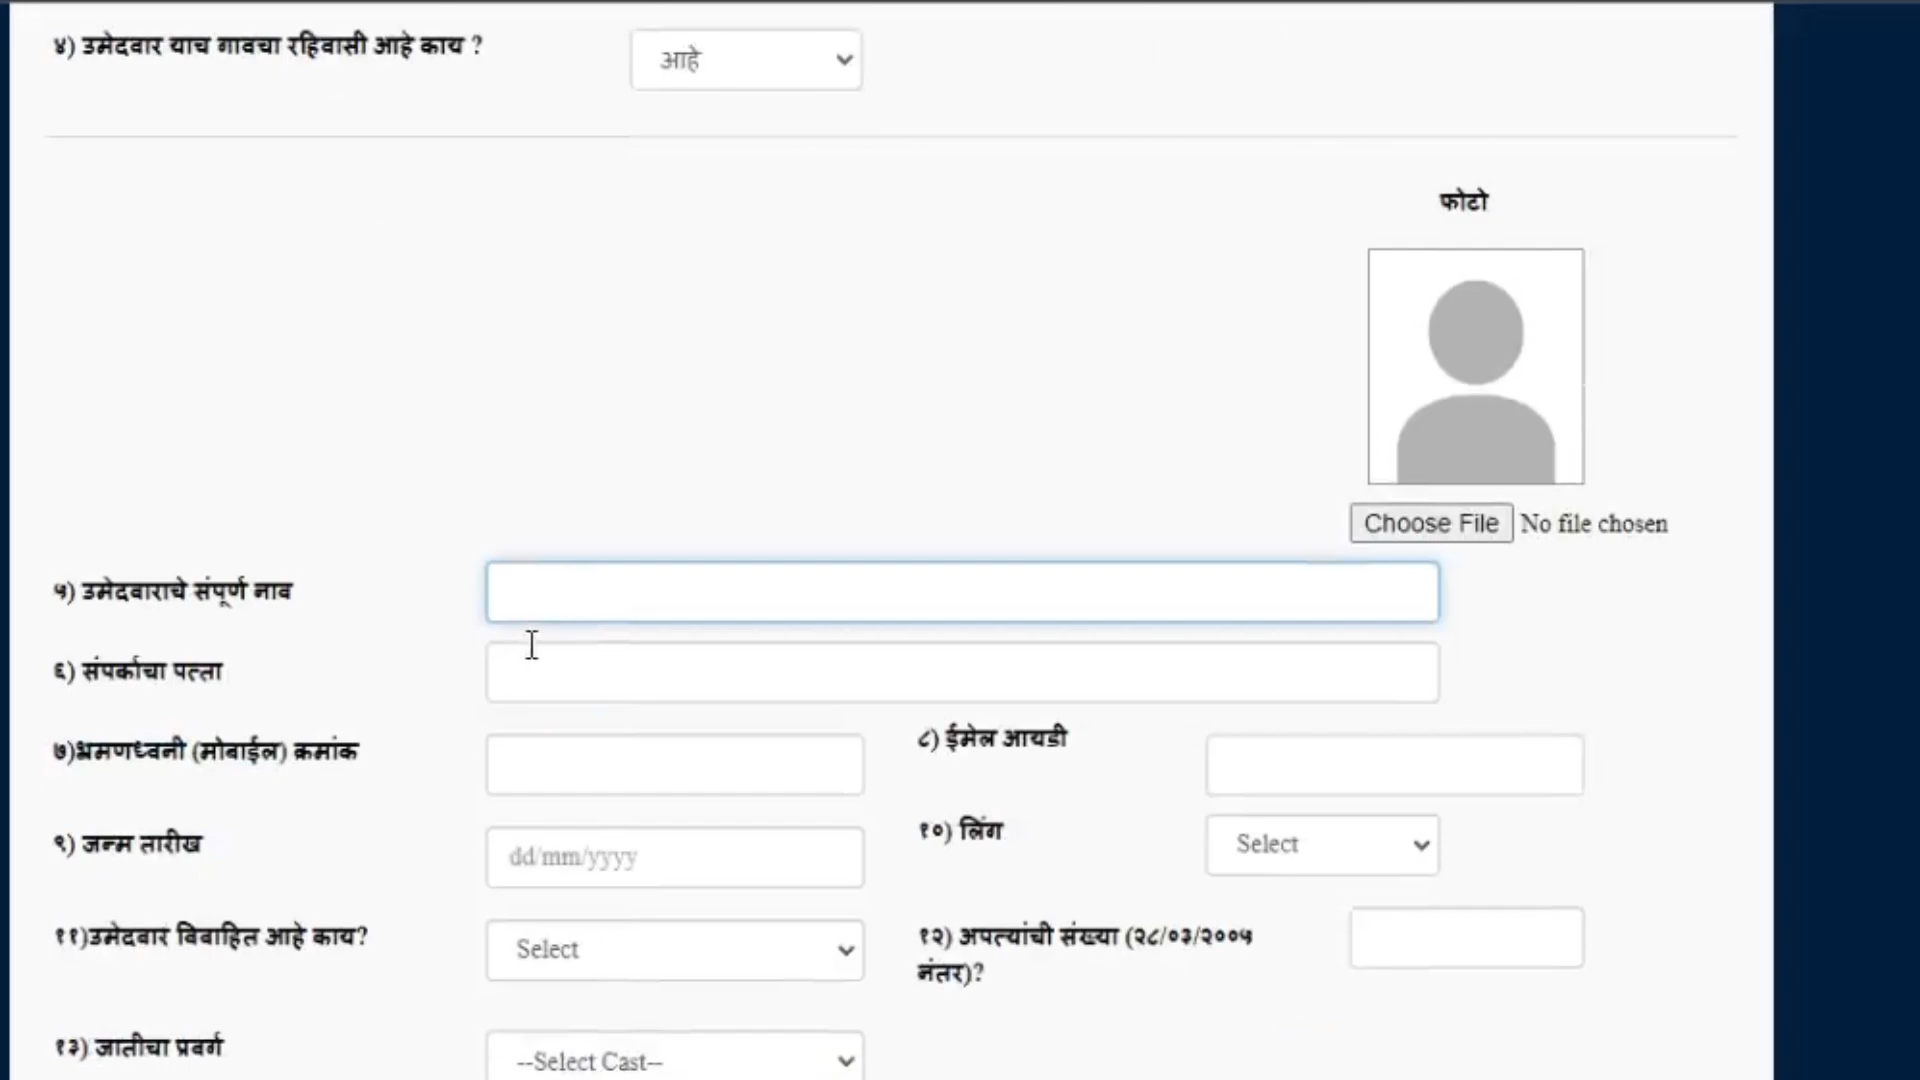 ४) उमेदवार याच गावचा रहिवासी आहे काय ?
आहे
फोटो
Choose File No file chosen
५) उमेदवाराचे संपूर्ण नाव
६) संपर्काचा पत्ता
७)भ्रमणध्वनी (मोबाईल) क्रमांक
८) ईमेल आयडी
९) जन्म तारीख
dd/mm/yyyy
१०) लिंग
Select
११)उमेदवार विवाहित आहे काय?
Select
१२) अपत्यांची संख्या (२८/०३/२००५
नंतर)?
१३) जातीचा प्रवर्ग
--Select Cast--